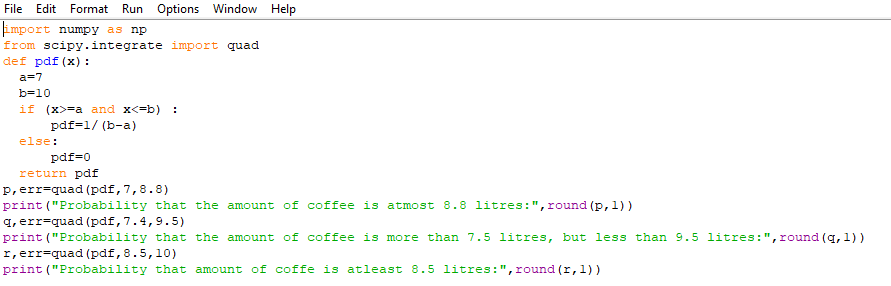 File Edit Format Run Options Window Help
import numpy as np
from scipy.integrate import quad
def pdf(x):
  a=7
  b=10
  if (x>=a and x<=b) :
      pdf=1/(b-a)
  else:
      pdf=0
  return pdf
p,err=quad(pdf,7,8.8)
print("Probability that the amount of coffee is atmost 8.8 litres:",round(p,1))
q,err=quad(pdf,7.4,9.5)
print("Probability that the amount of coffee is more than 7.5 litres, but less than 9.5 litres:",round(q,1))
r,err=quad(pdf,8.5,10)
print("Probability that amount of coffe is atleast 8.5 litres:",round(r,1))